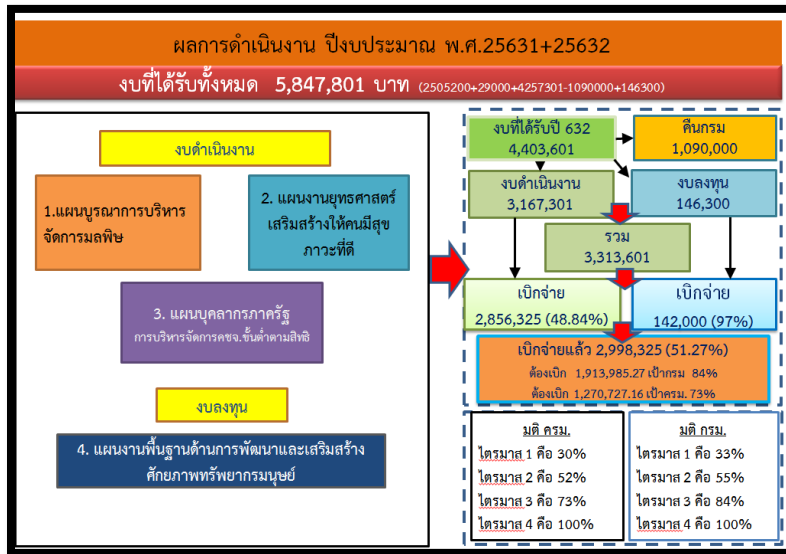 ผลการดำเนินงาน ปีงบประมาณ พ.ศ.25631+25632
งบที่ได้รับทั้งหมด 5,847,801 บาท (2505200+29000+4257301-1090000+146300)
งบดำเนินงาน
1.แผนบูรณาการบริหาร
จัดการมลพิษ
2. แผนงานยุทธศาสตร์
เสริมสร้างให้คนมีสุข
ภาวะที่ดี
3. แผนบุคลากรภาครัฐ
การบริหารจัดการคชจ.ขั้นต่ำตามสิทธิ
งบลงทุน
4. แผนงานพื้นฐานด้านการพัฒนาและเสริมสร้าง
ศักยภาพทรัพยากรมนุษย์
งบที่ได้รับปี 632
4,403,601
คืนกรม
1,090,000
งบดำเนินงาน
3,167,301
งบลงทุน
146,300
รวม
3,313,601
เบิกจ่าย
2,856,325 (48.84%)
เบิกจ่าย
142,000 (97%)
เบิกจ่ายแล้ว 2,998,325 (51.27%)
ต้องเบิก 1,913,985.27 เป้ากรม 84%
ต้องเบิก 1,270,727.16 เป้าครม. 73%
มติ ครม.
ไตรมาส 1 คือ 30%
ไตรมาส 2 คือ 52%
ไตรมาส 3 คือ 73%
ไตรมาส 4 คือ 100%
มติ กรม.
ไตรมาส 1 คือ 33%
ไตรมาส 2 คือ 55%
ไตรมาส 3 คือ 84%
ไตรมาส 4 คือ 100%